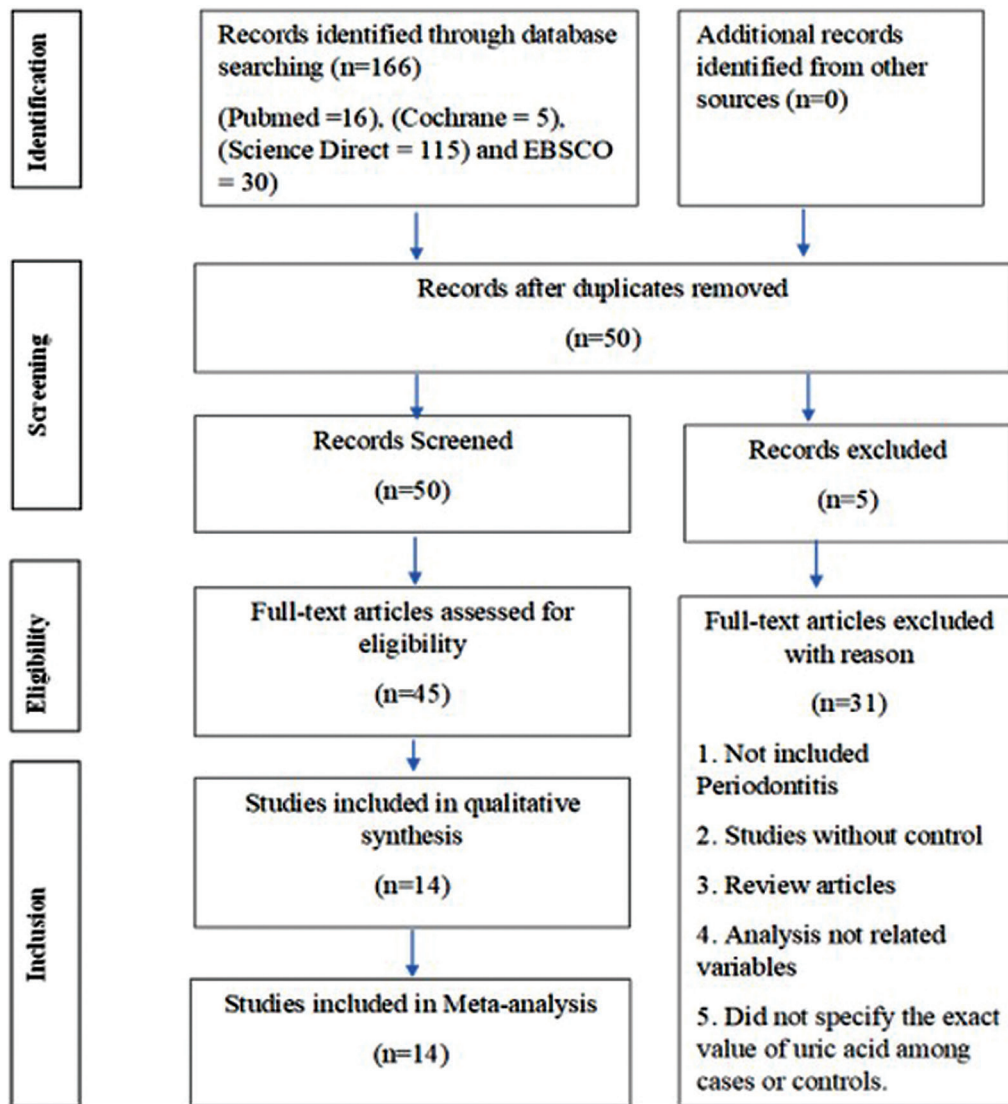 Identification
Records identified through database
searching (n=166)
(Pubmed =16), (Cochrane = 5),
(Science Direct = 115) and EBSCO
= 30)
Additional records
identified from other
sources (n=0)
Screening
Records after duplicates removed
(n=50)
Records Screened
(n=50)
Records excluded
(n=5)
Eligibility
Full-text articles assessed for
eligibility
(n=45)
Full-text articles excluded
with reason
(n=31)
1. Not included
Periodontitis
2. Studies without control
3. Review articles
4. Analysis not related
variables
5. Did not specify the exact
value of uric acid among
cases or controls.
Inclusion
Studies included in qualitative
synthesis
(n=14)
Studies included in Meta-analysis
(n=14)